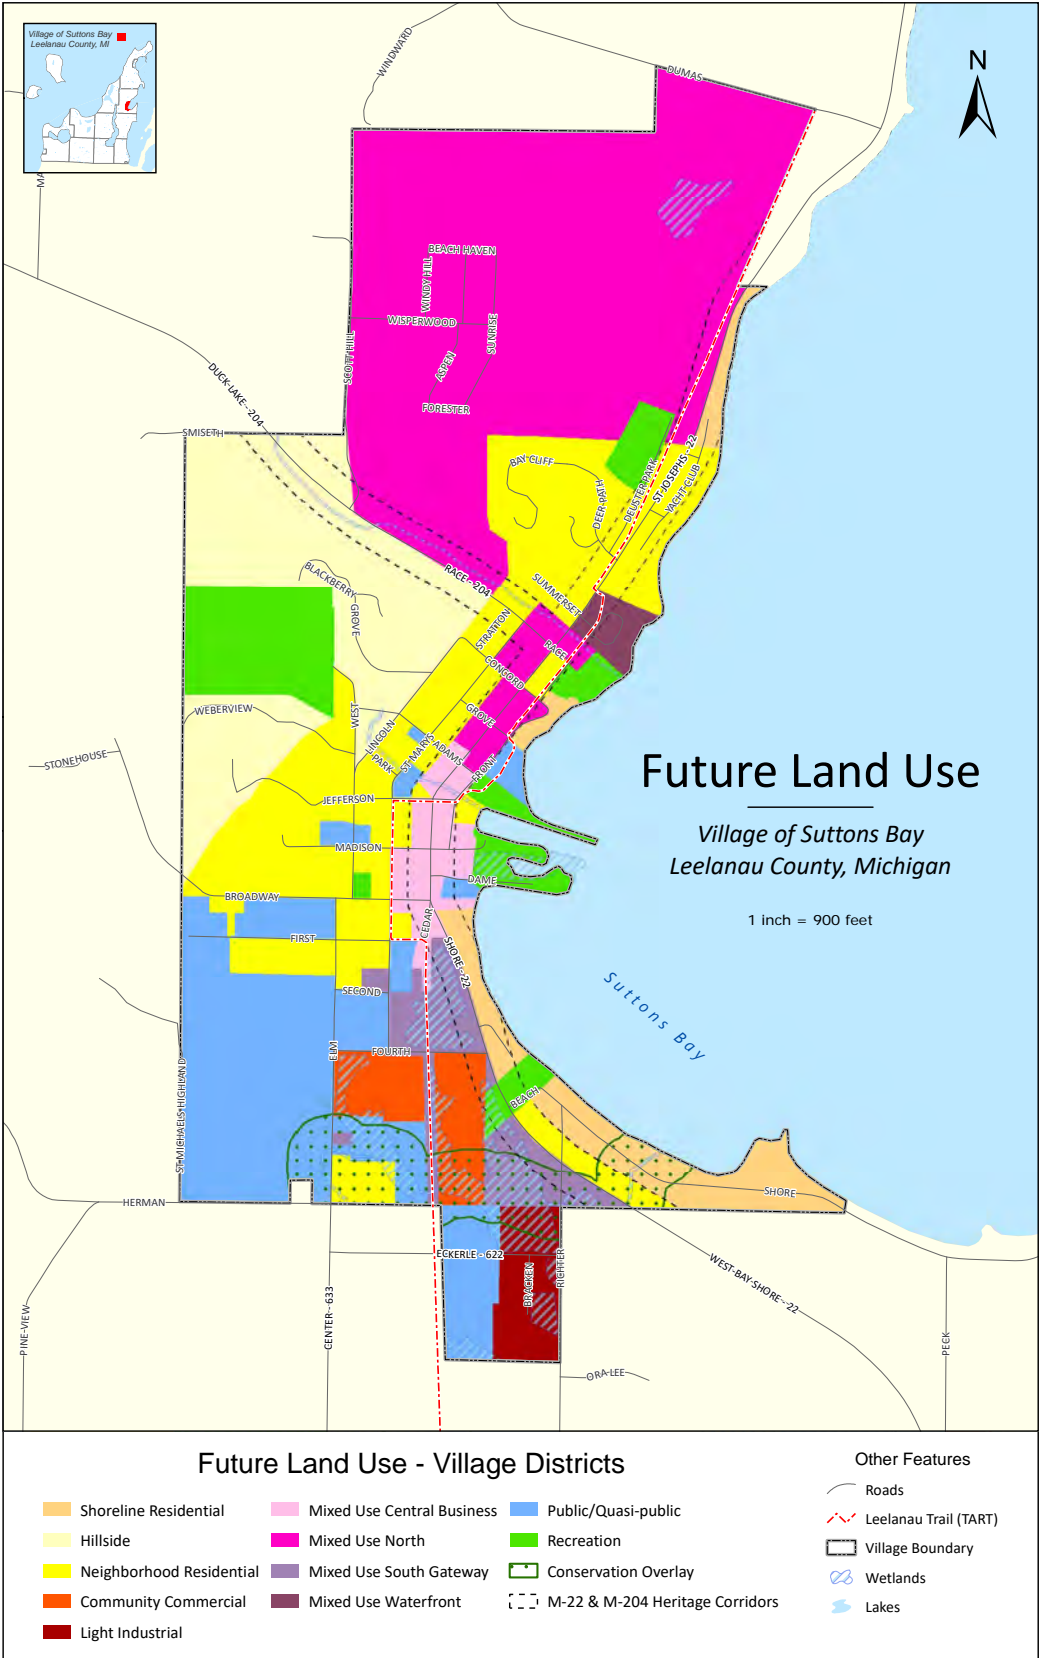 Village of Suttons Bay
Leelanau County, MI
WINDWARD
DUMAS
N
MA
BEACH HAVEN
WINDY HILL
WISPERWOOD
SUNRISE
ASPEN
FORESTER
SCOTT HILL
DUCK-LAKE--204
SMISETH
BAY CLIFF
DEER-PATH
DEUSTER PARK
ST-JOSEPHS--22
YACHT-CLUB
RACE - 204
SUMMERSET
BLACKBERRY
GROVE
STRATTON
CONCORD
RACE
GROVE
WEBERVIEW
WEST
LINCOLN
PARK
ST-MARYS
ADAMS
FRONT
STONEHOUSE
JEFFERSON
MADISON
DAME
BROADWAY
CEDAR
FIRST
SHORE--22
SECOND
ELM
FOURTH
BEACH
ST-MICHAELS-HIGHLAND
HERMAN
SHORE
ECKERLE - 622
BRACKEN
RICHTER
WEST-BAY-SHORE--22
CENTER--633
PINE-VIEW
PECK
ORA-LEE
Future Land Use
Village of Suttons Bay
Leelanau County, Michigan
1 inch = 900 feet
Suttons Bay
Future Land Use - Village Districts
Shoreline Residential
Hillside
Neighborhood Residential
Community Commercial
Light Industrial
Mixed Use Central Business
Mixed Use North
Mixed Use South Gateway
Mixed Use Waterfront
Public/Quasi-public
Recreation
Conservation Overlay
M-22 & M-204 Heritage Corridors
Other Features
Roads
Leelanau Trail (TART)
Village Boundary
Wetlands
Lakes